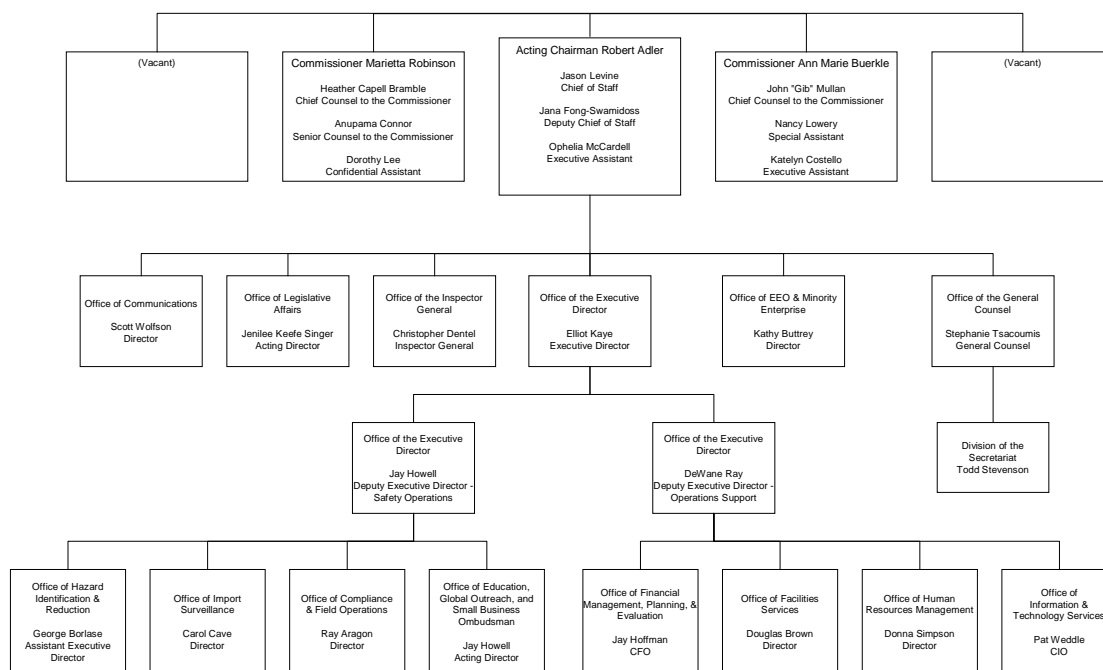 (Vacant)
Commissioner Marietta Robinson
Heather Capell Bramble
Chief Counsel to the Commissioner
Anupama Connor
Senior Counsel to the Commissioner
Dorothy Lee
Confidential Assistant
Acting Chairman Robert Adler
Jason Levine
Chief of Staff
Jana Fong-Swamidoss
Deputy Chief of Staff
Ophelia McCardell
Executive Assistant
Commissioner Ann Marie Buerkle
John "Gib" Mullan
Chief Counsel to the Commissioner
Nancy Lowery
Special Assistant
Katelyn Costello
Executive Assistant
(Vacant)
Office of Communications
Scott Wolfson
Director
Office of Legislative
Affairs
Jenilee Keefe Singer
Acting Director
Office of the Inspector
General
Christopher Dentel
Inspector General
Office of the Executive
Director
Elliot Kaye
Executive Director
Office of EEO & Minority
Enterprise
Kathy Buttrey
Director
Office of the General
Counsel
Stephanie Tsacoumis
General Counsel
Office of the Executive
Director
Jay Howell
Deputy Executive Director -
Safety Operations
Office of the Executive
Director
DeWane Ray
Deputy Executive Director -
Operations Support
Division of the
Secretariat
Todd Stevenson
Office of Hazard
Identification &
Reduction
George Borlase
Assistant Executive
Director
Office of Import
Surveillance
Carol Cave
Director
Office of Compliance
& Field Operations
Ray Aragon
Director
Office of Education,
Global Outreach, and
Small Business
Ombudsman
Jay Howell
Acting Director
Office of Financial
Management, Planning, &
Evaluation
Jay Hoffman
CFO
Office of Facilities
Services
Douglas Brown
Director
Office of Human
Resources Management
Donna Simpson
Director
Office of
Information &
Technology Services
Pat Weddle
CIO